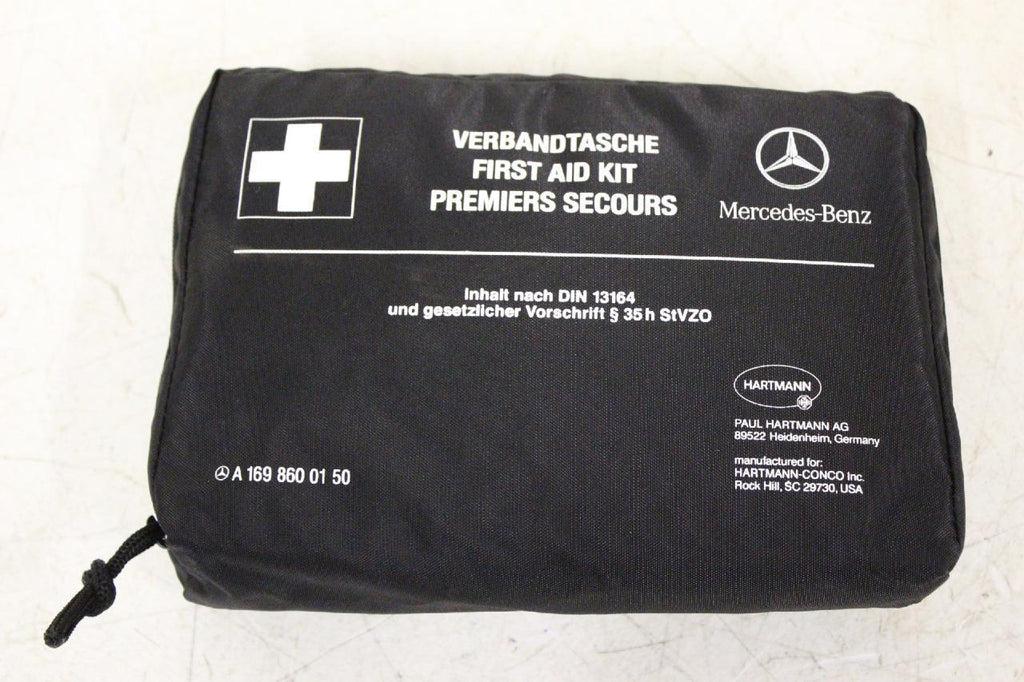 VERBANDTASCHE
FIRST AID KIT
PREMIERS SECOURS
Mercedes-Benz
Inhalt nach DIN 13164
und gesetzlicher Vorschrift § 35h StVZO
HARTMANN
PAUL HARTMANN AG
89522 Heidenheim, Germany
manufactured for:
HARTMANN-CONCO Inc.
Rock Hill, SC 29730, USA
A 169 860 01 50